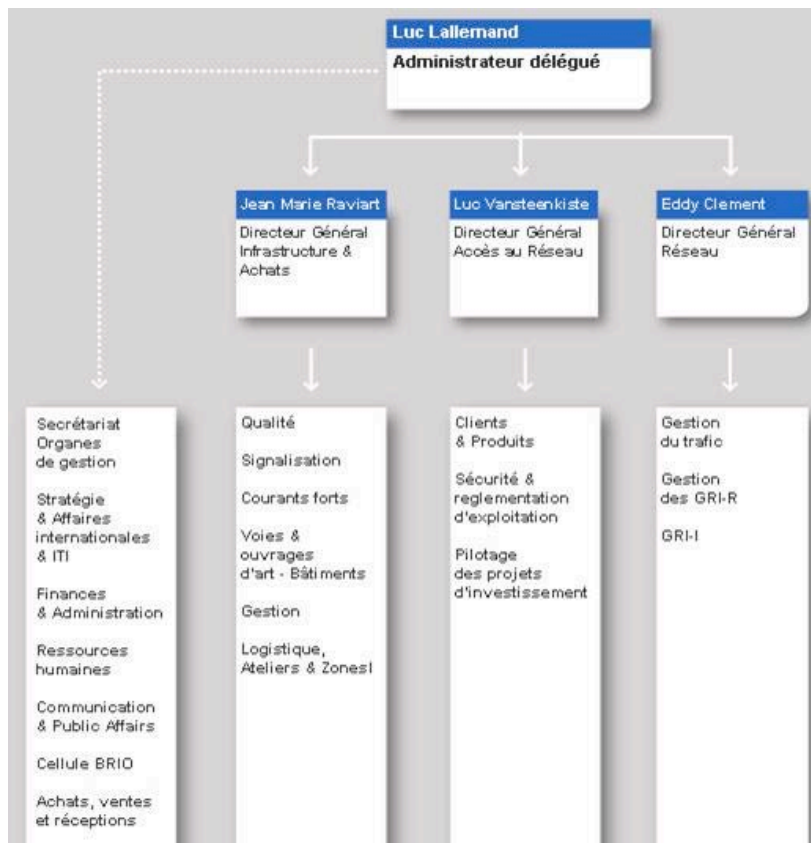 Luc Lallemand
Administrateur délégué
Jean Marie Raviart
Directeur Général
Infrastructure &
Achats
Luc Vansteenkiste
Directeur Général
Accès au Réseau
Eddy Clement
Directeur Général
Réseau
Secrétariat
Organes
de gestion
Stratégie
& Affaires
internationales
& ITI
Finances
& Administration
Ressources
humaines
Communication
& Public Affairs
Cellule BRIO
Achats, ventes
et réceptions
Qualité
Signalisation
Courants forts
Voies &
ouvrages
d'art - Bâtiments
Gestion
Logistique,
Ateliers & ZonesI
Clients
& Produits
Sécurité &
reglementation
d'exploitation
Pilotage
des projets
d'investissement
Gestion
du trafic
Gestion
des GRI-R
GRI-I